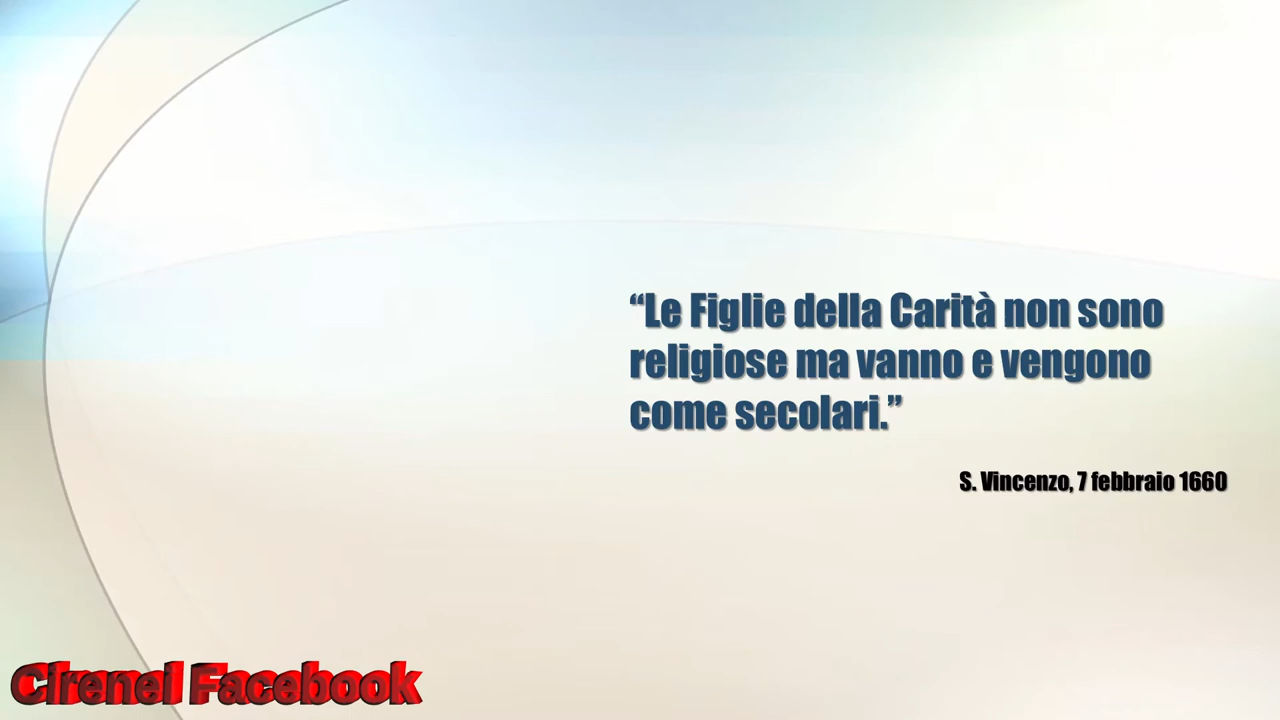 “Le Figlie della Carità non sono
religiose ma vanno e vengono
come secolari.”
S. Vincenzo, 7 febbraio 1660
Cirenei Facebook